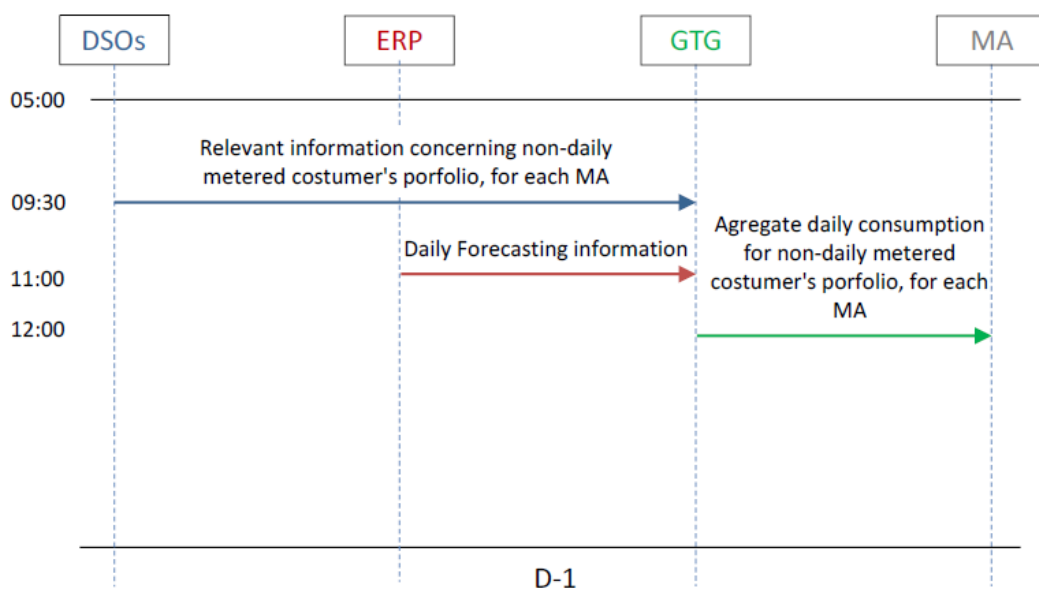 DSOs
ERP
GTG
MA
05:00
Relevant information concerning non-daily
metered costumer's porfolio, for each MA
09:30
Agregate daily consumption
for non-daily metered
costumer's porfolio, for each
MA
Daily Forecasting information
11:00
12:00
D-1